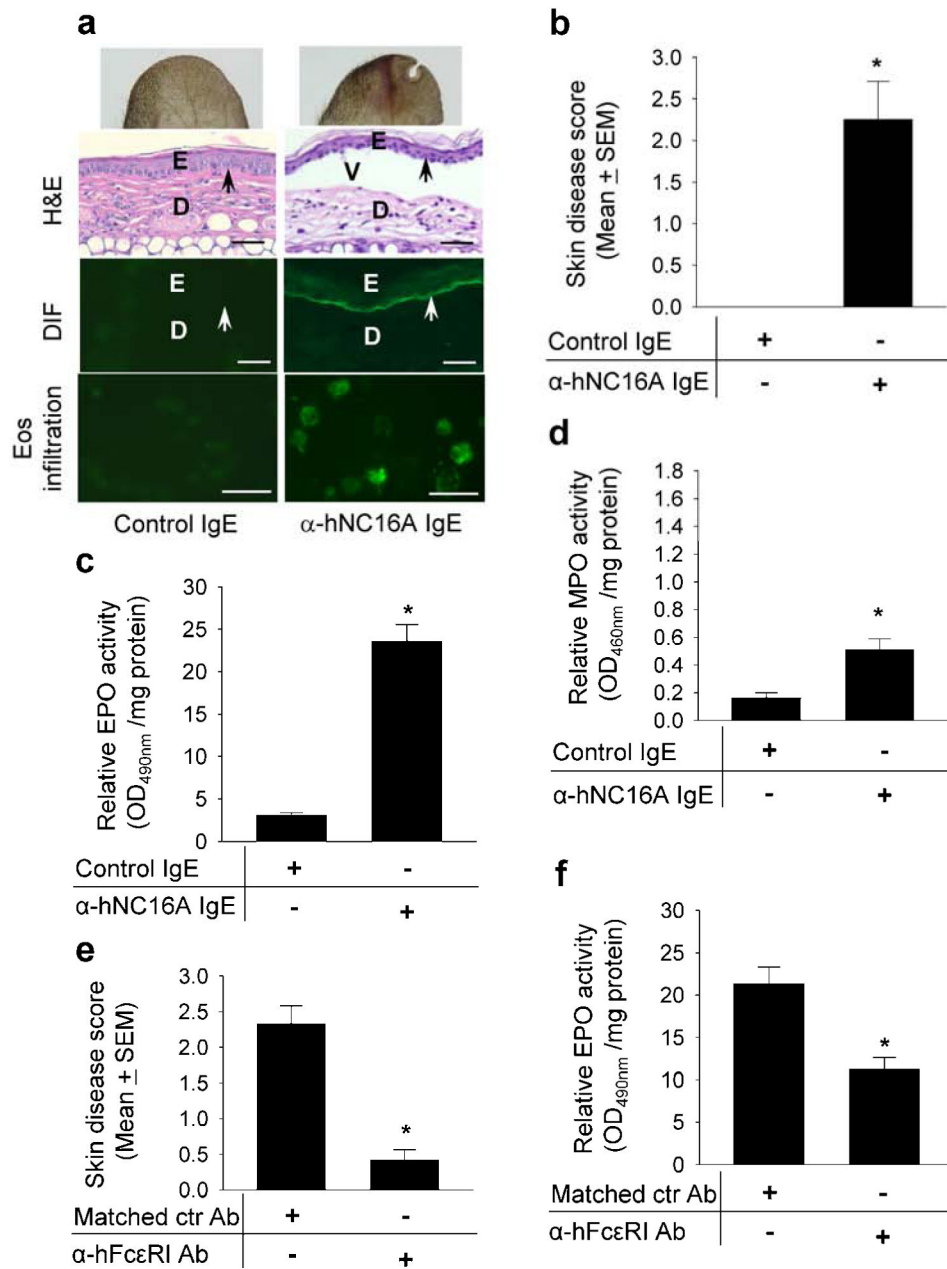 a
H&E
E
D
E
V
D
DIF
E
D
E
D
Eos
infiltration
Control IgE
α-hNC16A IgE
b
Skin disease score
(Mean ± SEM)
3.0
2.5
2.0
1.5
1.0
0.5
0.0
*
Control IgE + -
α-hNC16A IgE - +
c
Relative EPO activity
(OD490nm /mg protein)
30
25
20
15
10
5
0
*
Control IgE + -
α-hNC16A IgE - +
d
Relative MPO activity
(OD460nm /mg protein)
1.8
1.6
1.4
1.2
1.0
0.8
0.6
0.4
0.2
0.0
*
Control IgE + -
α-hNC16A IgE - +
e
Skin disease score
(Mean ± SEM)
3.0
2.5
2.0
1.5
1.0
0.5
0.0
*
Matched ctr Ab + -
α-hFcεRI Ab - +
f
Relative EPO activity
(OD490nm /mg protein)
30
25
20
15
10
5
0
*
Matched ctr Ab + -
α-hFcεRI Ab - +